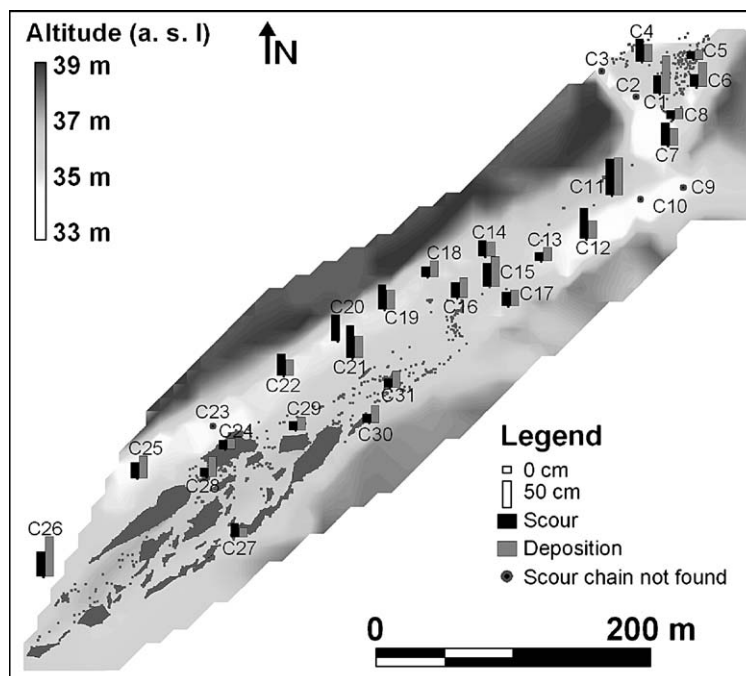 Altitude (a. s. l)
N
39 m
37 m
35 m
33 m
C4
C5
C3
C2
C1
C6
C8
C7
C11
C9
C10
C12
C14
C13
C18
C15
C16
C17
C19
C20
C21
C22
C31
C23
C29
C30
C24
C25
C28
C27
C26
Legend
0 cm
50 cm
Scour
Deposition
Scour chain not found
0
200 m